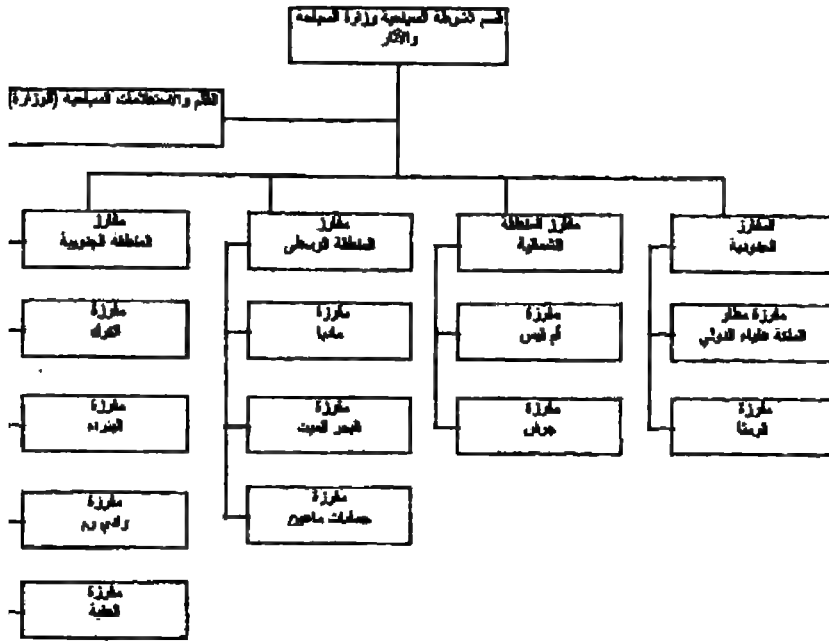 قسم الشرطة السياحية وزارة السياحة
والآثار
القلم والاستعلامات السياحية (الوزارة)
المفارز
الحدودية
مفارز المنطقة
الشمالية
مفارز
المنطقة الوسطى
مفارز
المنطقة الجنوبية
مفرزة مطار
الملكة علياء الدولي
مفرزة
أم قيس
مفرزة
مادبا
مفرزة
الكرك
مفرزة
الرمثا
مفرزة
جرش
مفرزة
البحر الميت
مفرزة
البتراء
مفرزة
حمامات ماعين
مفرزة
وادي رم
مفرزة
العقبة